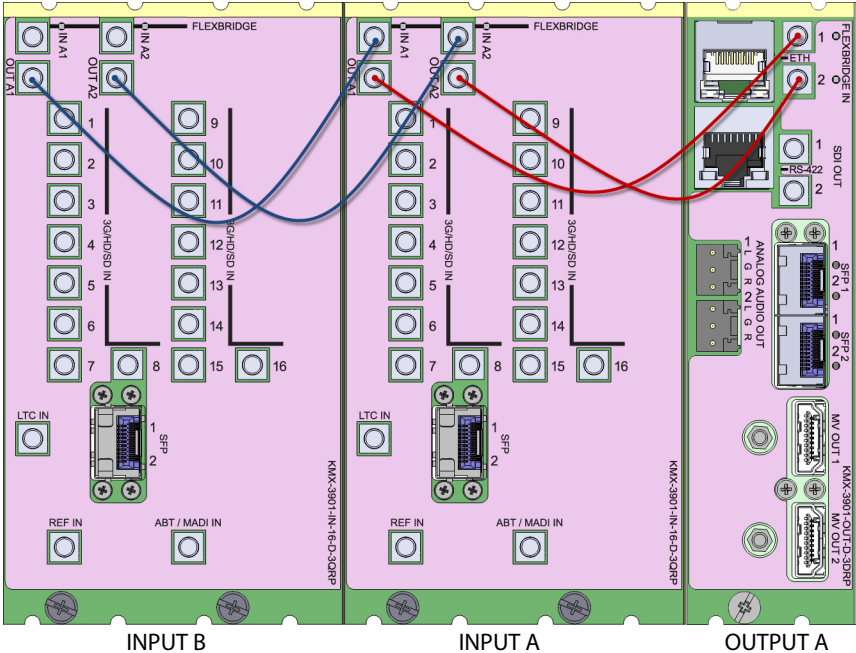 FLEXBRIDGE
IN A1
IN A2
OUT A1
OUT A2
1
2
3
4
5
6
7
8
3G/HD/SD IN
9
10
11
12
13
14
15
16
3G/HD/SD IN
LTC IN
1
2
SFP
REF IN
ABT / MADI IN
KMX-3901-IN-16-D-3QRP
INPUT B
FLEXBRIDGE
IN A1
IN A2
OUT A1
OUT A2
1
2
3
4
5
6
7
8
3G/HD/SD IN
9
10
11
12
13
14
15
16
3G/HD/SD IN
LTC IN
1
2
SFP
REF IN
ABT / MADI IN
KMX-3901-IN-16-D-3QRP
INPUT A
1
2
FLEXBRIDGE IN
ETH
1
2
SDI OUT
RS-422
1
L
G
R
2
L
G
R
ANALOG AUDIO OUT
1
2
SFP 1
1
2
SFP 2
MV OUT 1
MV OUT 2
KMX-3901-OUT-D-3DRP
OUTPUT A